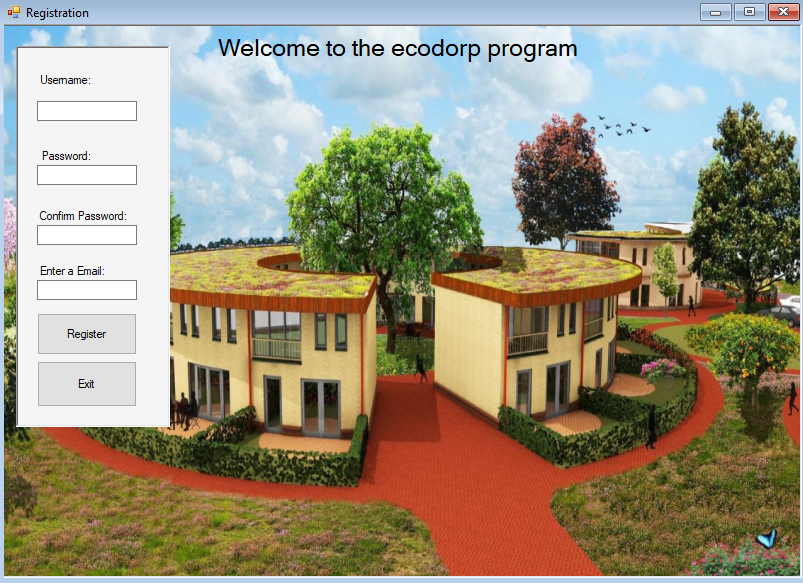 Registration
Welcome to the ecodorp program
Username:
Password:
Confirm Password:
Enter a Email:
Register
Exit